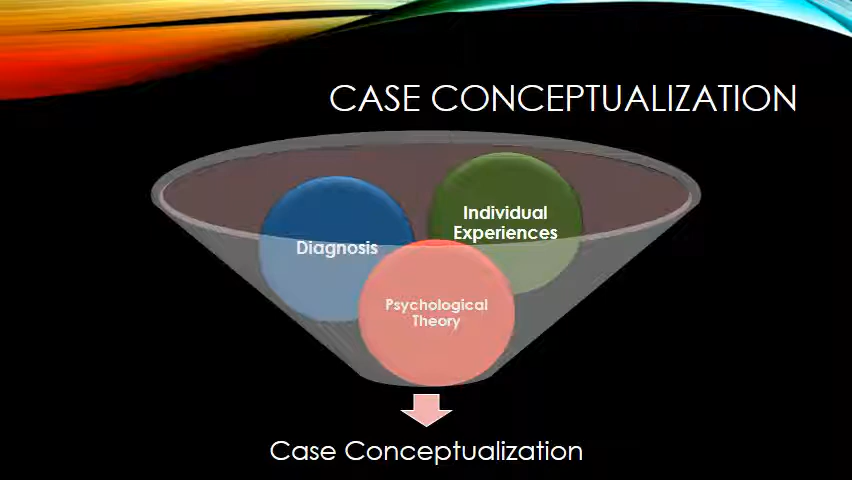 CASE CONCEPTUALIZATION
Individual
Experiences
Diagnosis
Psychological
Theory
Case Conceptualization